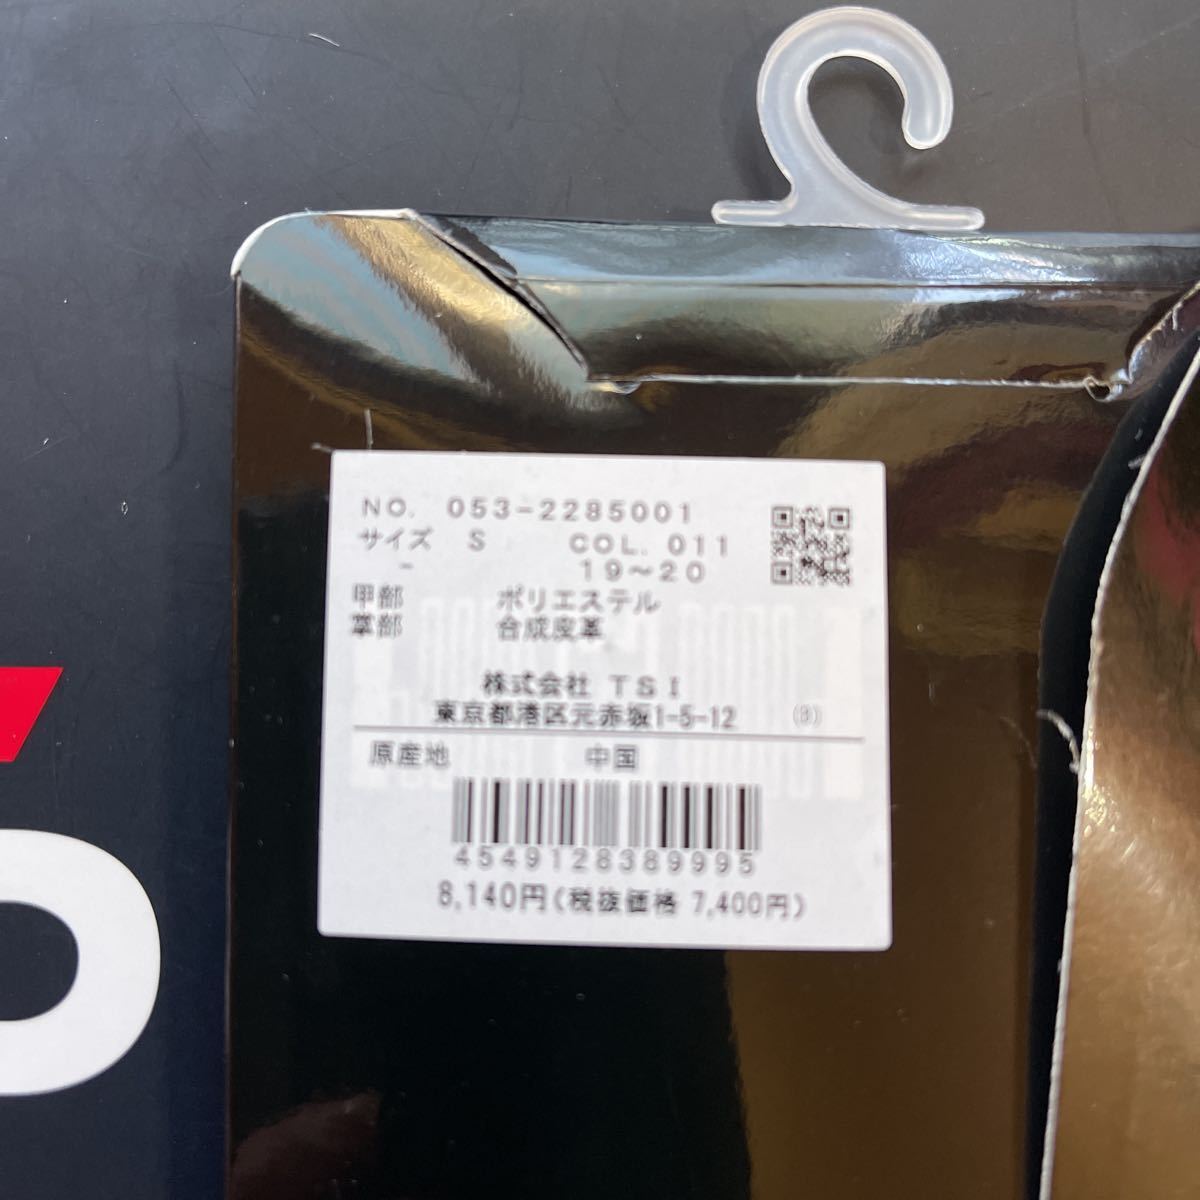 NO. 053-2285001
サイズ S COL. 011
- 19～20
甲部 ポリエステル
掌部 合成皮革
株式会社 TSI
東京都港区元赤坂1-5-12 (B)
原産地 中国
4549128389995
8,140円(税抜価格 7,400円)